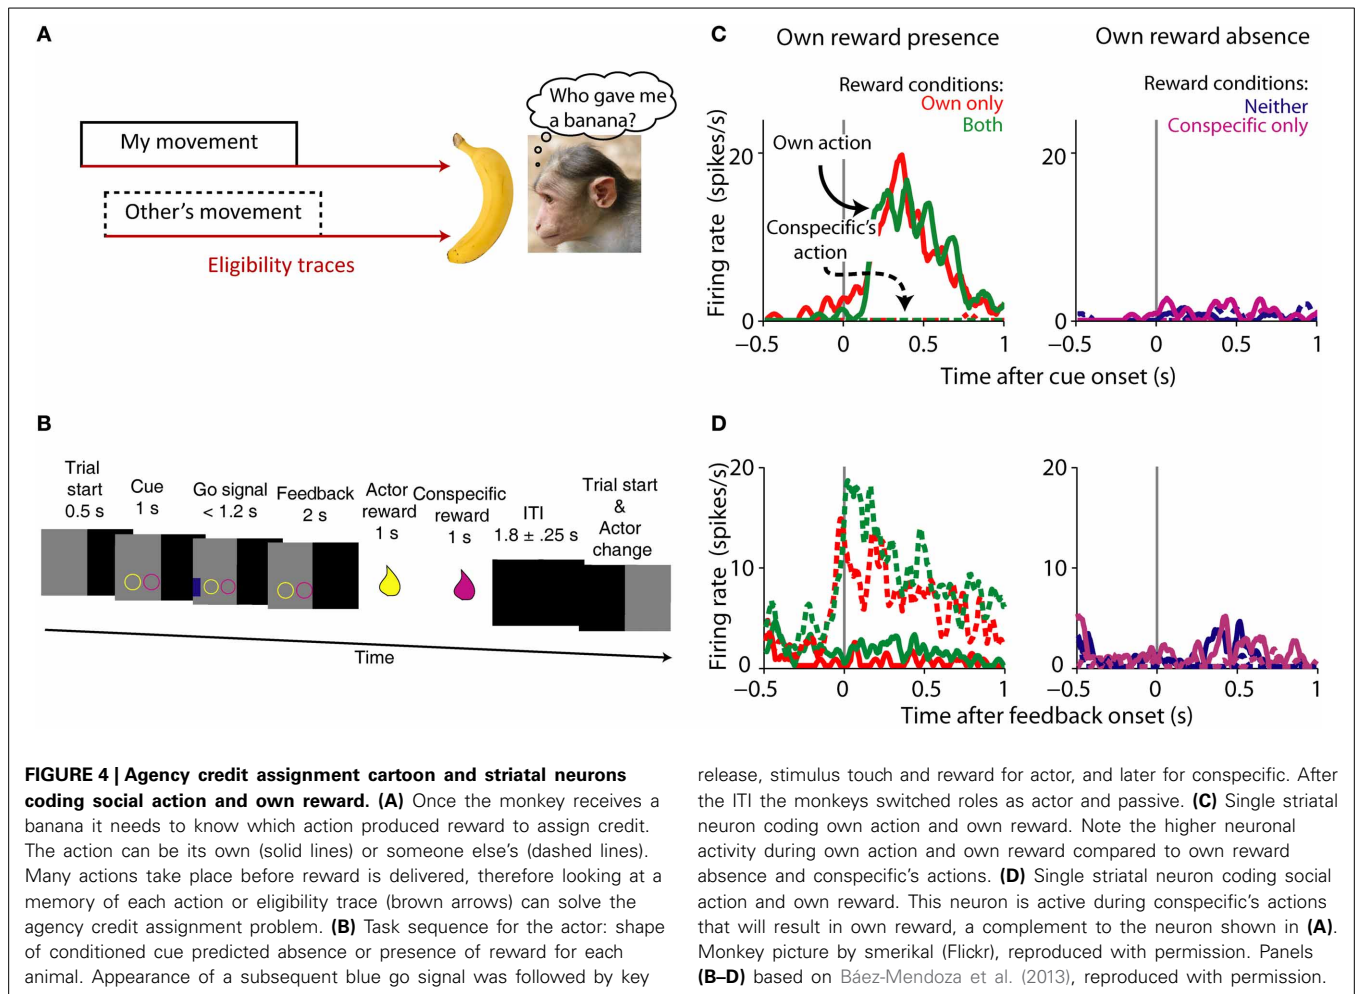 A
Who gave me
a banana?
My movement
Other's movement
Eligibility traces
B
Trial
start
0.5 s
Cue
1 s
Go signal
< 1.2 s
Feedback
2 s
Actor
reward
1 s
Conspecific
reward
1 s
ITI
1.8 ± .25 s
Trial start
&
Actor
change
Time
C
Own reward presence
Own reward absence
Reward conditions:
Own only
Both
Reward conditions:
Neither
Conspecific only
Own action
Conspecific's
action
Firing rate (spikes/s)
20
0
−0.5 0 0.5 1
20
0
−0.5 0 0.5 1
Time after cue onset (s)
D
Firing rate (spikes/s)
20
10
0
−0.5 0 0.5 1
20
10
0
−0.5 0 0.5 1
Time after feedback onset (s)
FIGURE 4 | Agency credit assignment cartoon and striatal neurons
coding social action and own reward. (A) Once the monkey receives a
banana it needs to know which action produced reward to assign credit.
The action can be its own (solid lines) or someone else's (dashed lines).
Many actions take place before reward is delivered, therefore looking at a
memory of each action or eligibility trace (brown arrows) can solve the
agency credit assignment problem. (B) Task sequence for the actor: shape
of conditioned cue predicted absence or presence of reward for each
animal. Appearance of a subsequent blue go signal was followed by key
release, stimulus touch and reward for actor, and later for conspecific. After
the ITI the monkeys switched roles as actor and passive. (C) Single striatal
neuron coding own action and own reward. Note the higher neuronal
activity during own action and own reward compared to own reward
absence and conspecific's actions. (D) Single striatal neuron coding social
action and own reward. This neuron is active during conspecific's actions
that will result in own reward, a complement to the neuron shown in (A).
Monkey picture by smerikal (Flickr), reproduced with permission. Panels
(B–D) based on Báez-Mendoza et al. (2013), reproduced with permission.